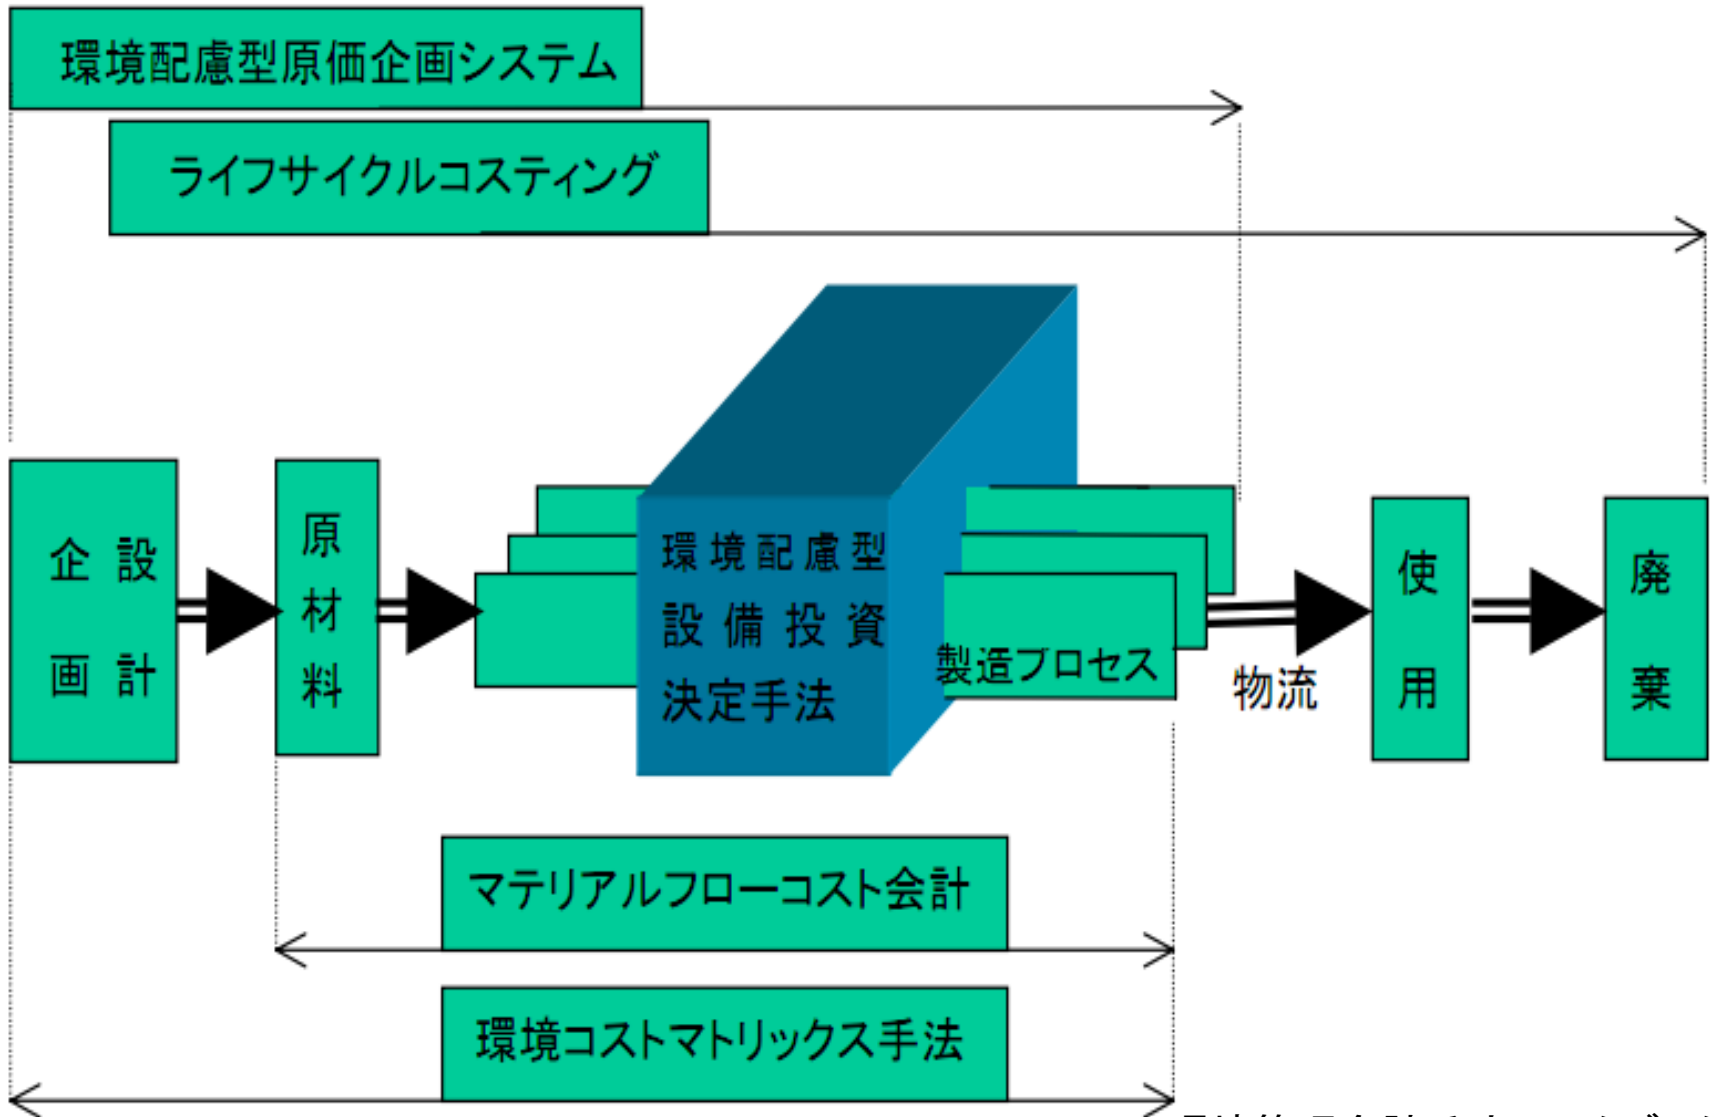 環境配慮型原価企画システム
ライフサイクルコスティング
企画
設計
原材料
環境配慮型
設備投資
決定手法
製造プロセス
物流
使用
廃棄
マテリアルフローコスト会計
環境コストマトリックス手法